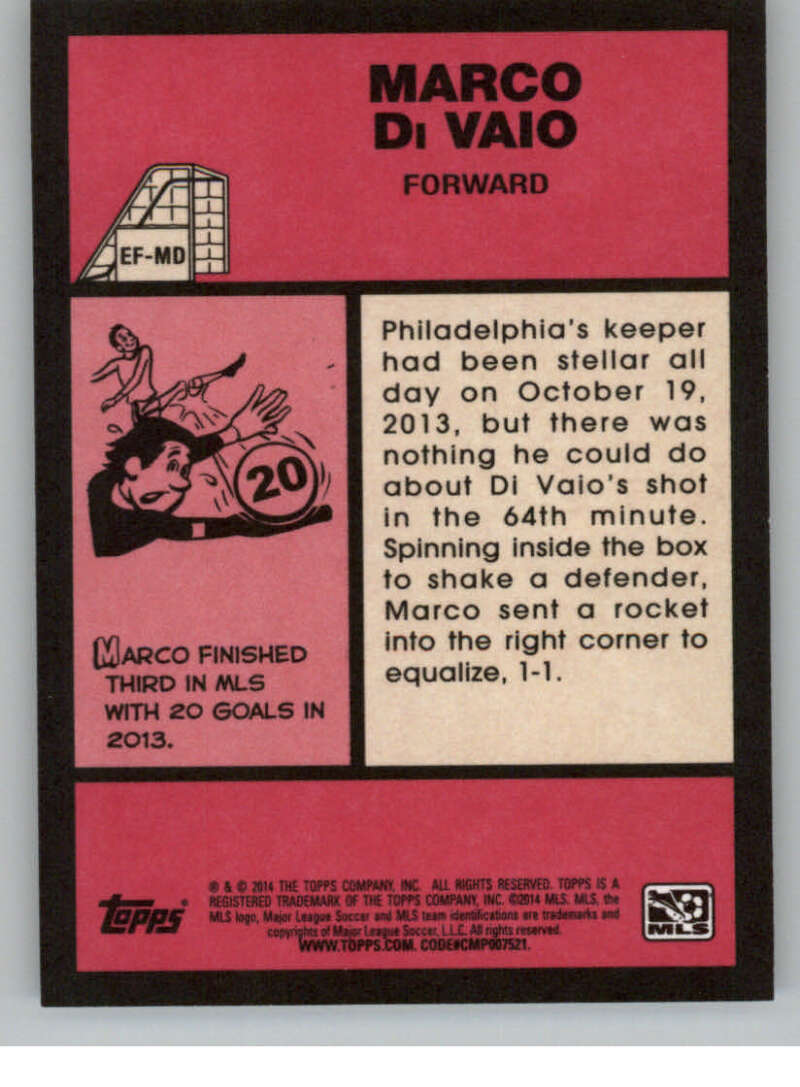 MARCO
Di VAIO
FORWARD
EF-MD
Philadelphia's keeper
had been stellar all
day on October 19,
2013, but there was
nothing he could do
about Di Vaio's shot
in the 64th minute.
Spinning inside the box
to shake a defender,
Marco sent a rocket
into the right corner to
equalize, 1-1.
20
MARCO FINISHED
THIRD IN MLS
WITH 20 GOALS IN
2013.
topps®
® & © 2014 THE TOPPS COMPANY, INC. ALL RIGHTS RESERVED. TOPPS IS A
REGISTERED TRADEMARK OF THE TOPPS COMPANY, INC. ©2014 MLS. MLS, the
MLS logo, Major League Soccer and MLS team identifications are trademarks and
copyrights of Major League Soccer, L.L.C. All rights reserved.
WWW.TOPPS.COM. CODE#CMP007521.
MLS